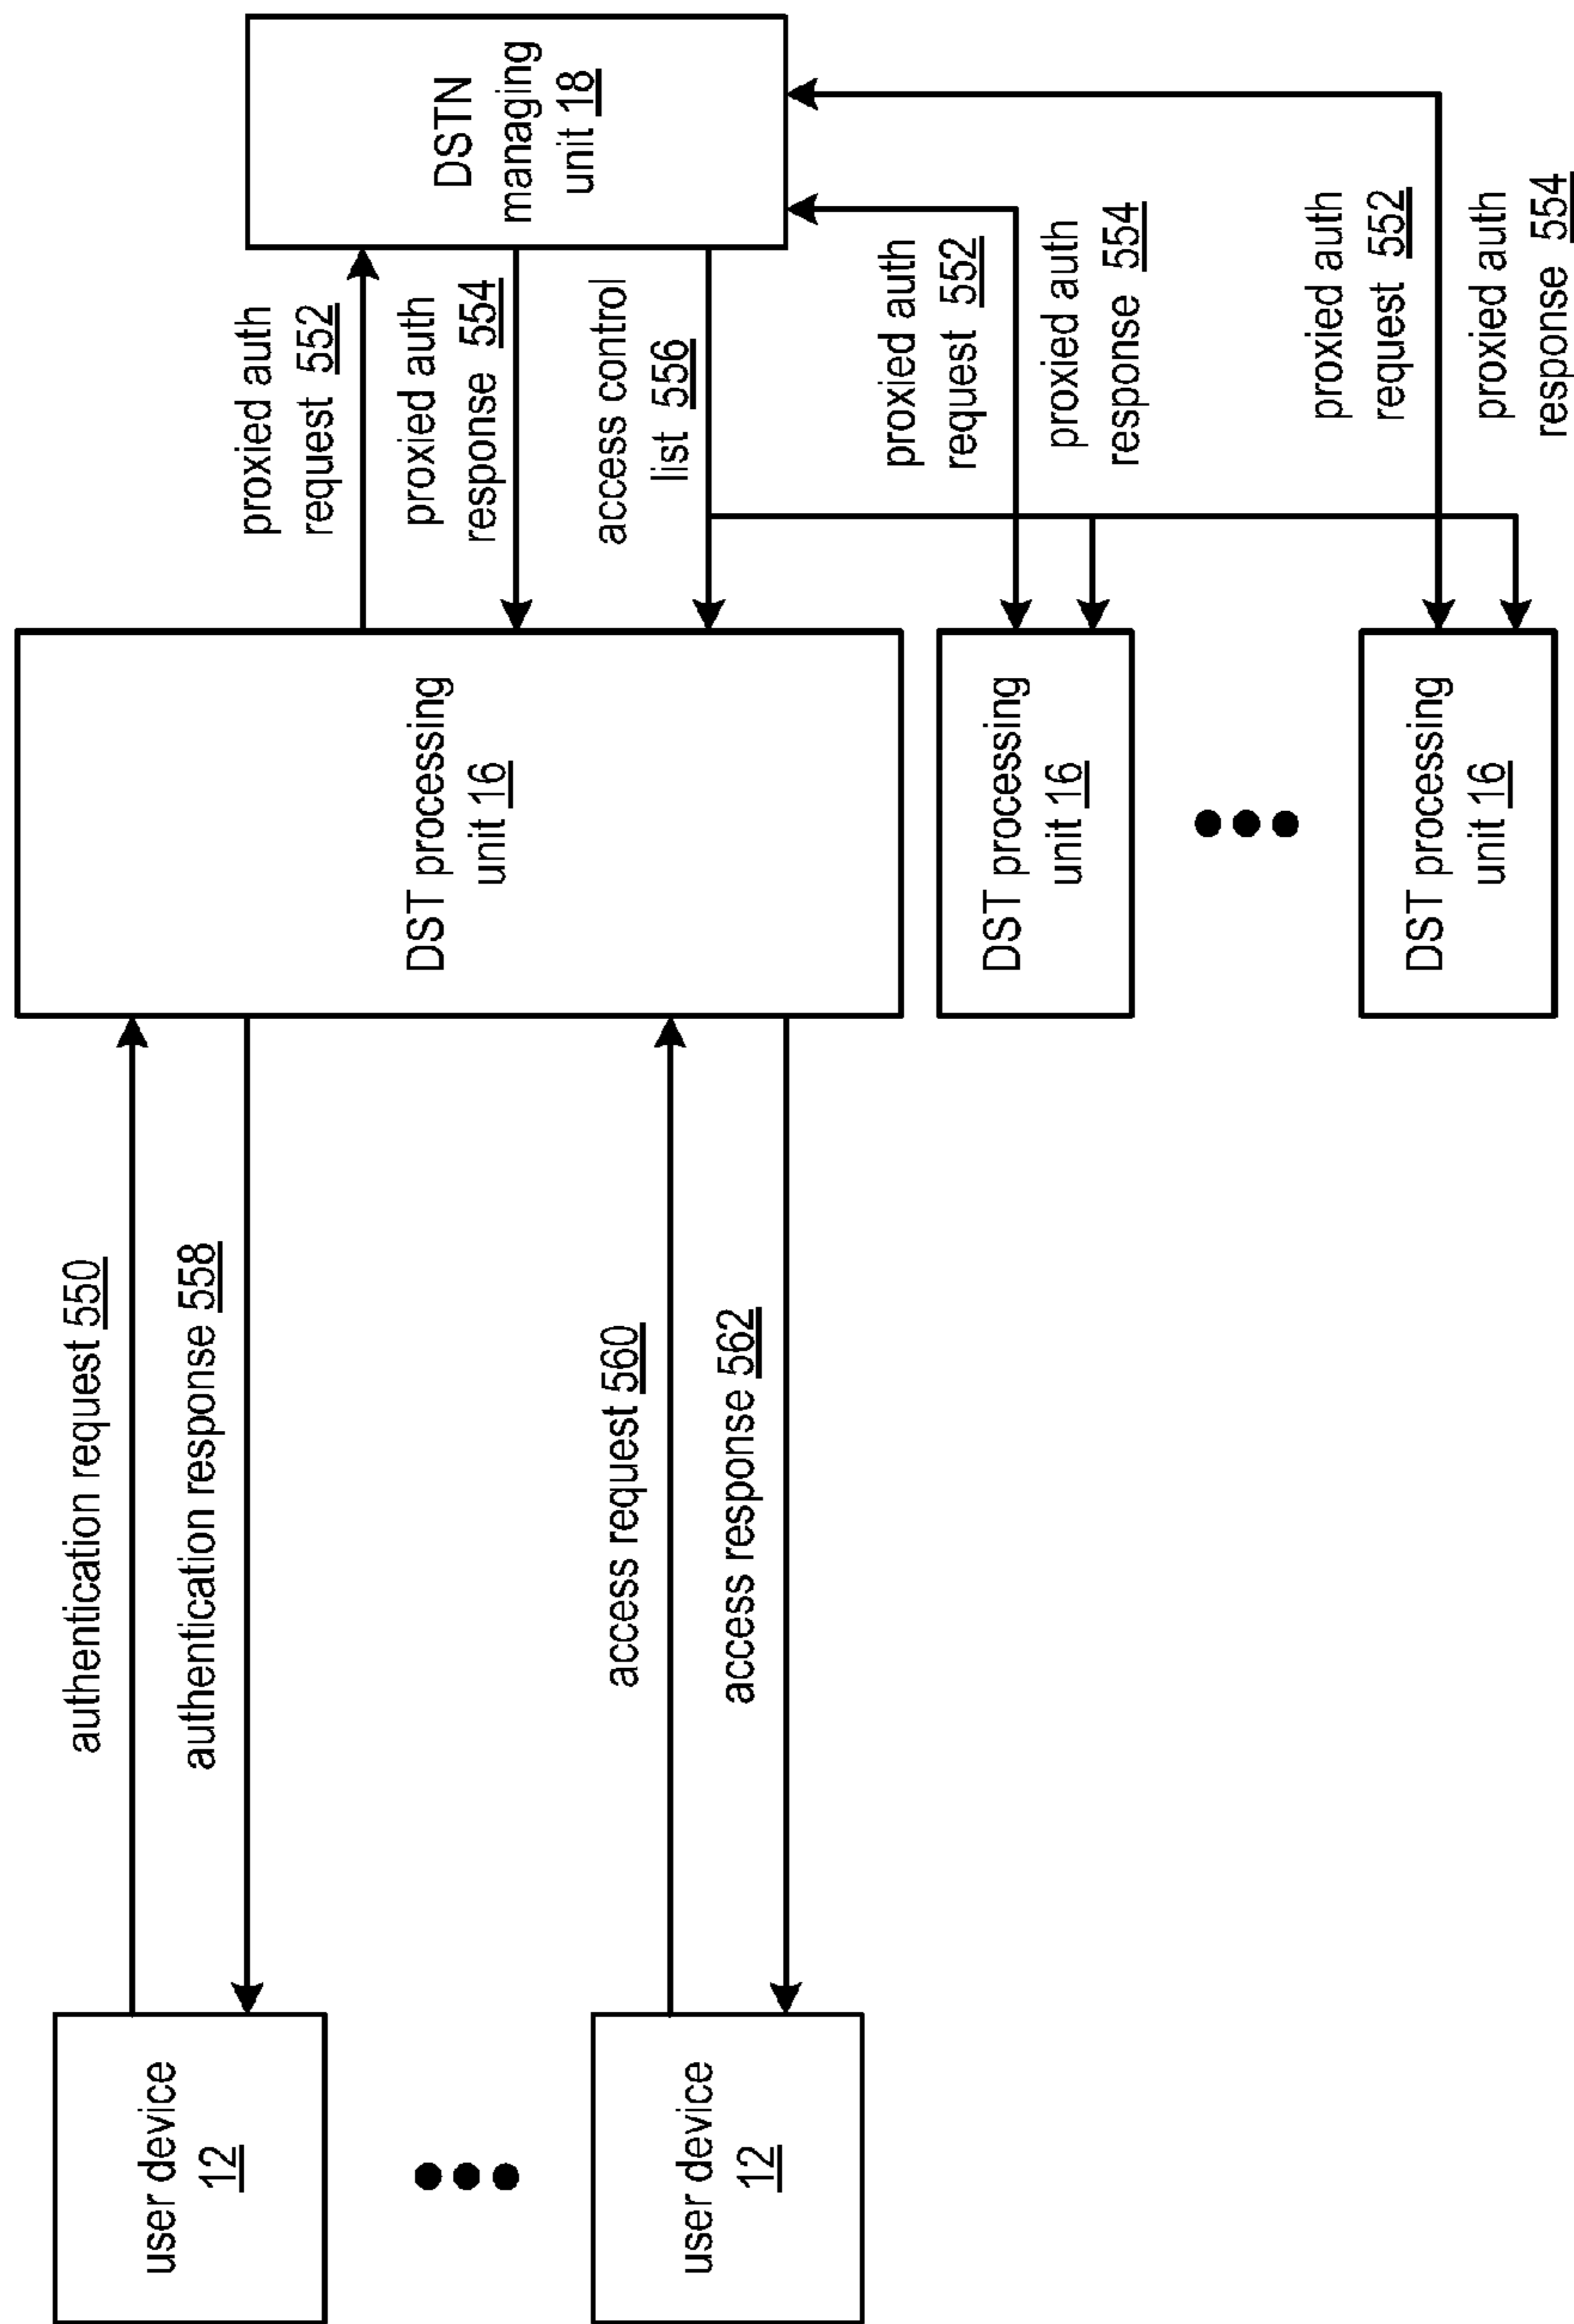 user device
12
user device
12
authentication request 550
authentication response 558
access request 560
access response 562
DST processing
unit 16
DST processing
unit 16
DST processing
unit 16
proxied auth
request 552
proxied auth
response 554
access control
list 556
proxied auth
request 552
proxied auth
response 554
proxied auth
request 552
proxied auth
response 554
DSTN
managing
unit 18